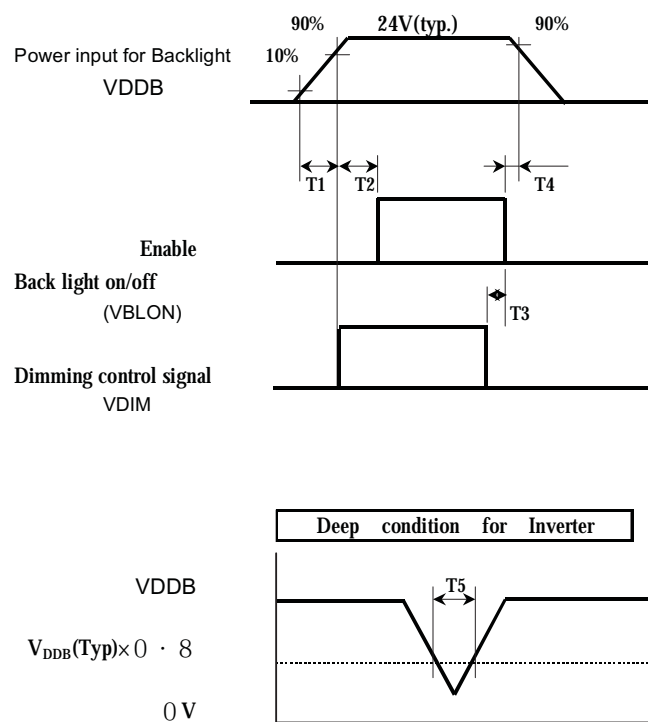 90% 24V(typ.) 90%
Power input for Backlight 10%
VDDB
T1 T2 T4
Enable
Back light on/off
(VBLON)
T3
Dimming control signal
VDIM
Deep condition for Inverter
VDDB T5
VDDB(Typ)×0・8
0V